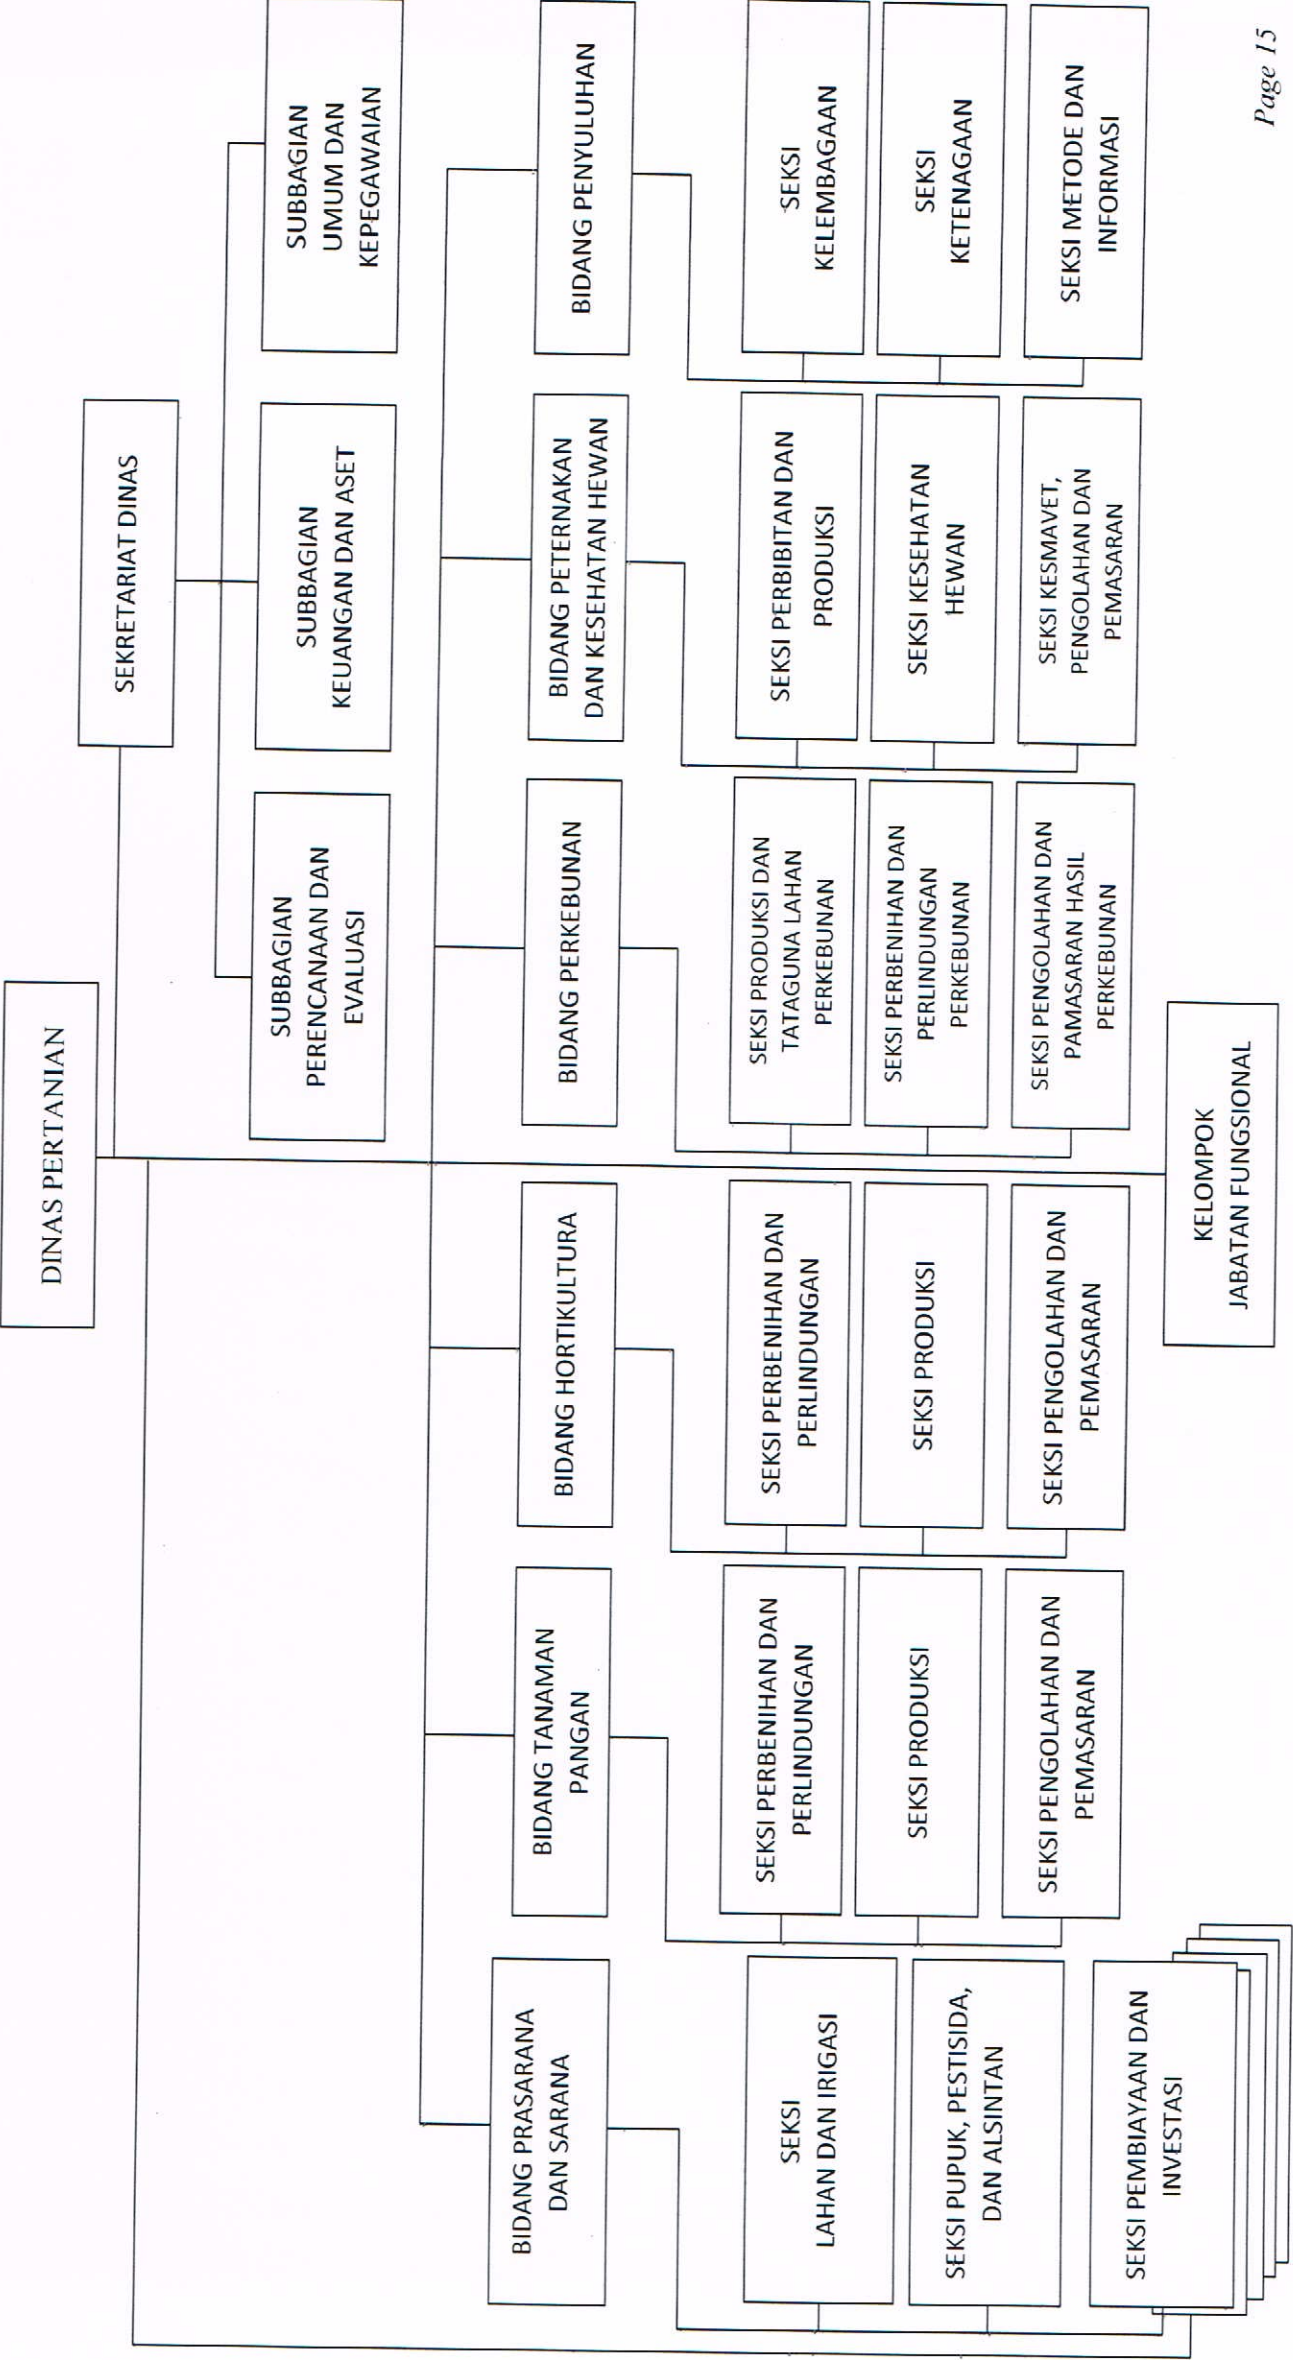 DINAS PERTANIAN
SEKRETARIAT DINAS
SUBBAGIAN
PERENCANAAN DAN
EVALUASI
SUBBAGIAN
KEUANGAN DAN ASET
SUBBAGIAN
UMUM DAN
KEPEGAWAIAN
BIDANG PRASARANA
DAN SARANA
BIDANG TANAMAN
PANGAN
BIDANG HORTIKULTURA
BIDANG PERKEBUNAN
BIDANG PETERNAKAN
DAN KESEHATAN HEWAN
BIDANG PENYULUHAN
SEKSI
LAHAN DAN IRIGASI
SEKSI PUPUK, PESTISIDA,
DAN ALSINTAN
SEKSI PEMBIAYAAN DAN
INVESTASI
SEKSI PERBENIHAN DAN
PERLINDUNGAN
SEKSI PRODUKSI
SEKSI PENGOLAHAN DAN
PEMASARAN
SEKSI PERBENIHAN DAN
PERLINDUNGAN
SEKSI PRODUKSI
SEKSI PENGOLAHAN DAN
PEMASARAN
SEKSI PRODUKSI DAN
TATAGUNA LAHAN
PERKEBUNAN
SEKSI PERBENIHAN DAN
PERLINDUNGAN
PERKEBUNAN
SEKSI PENGOLAHAN DAN
PAMASARAN HASIL
PERKEBUNAN
SEKSI PERBIBITAN DAN
PRODUKSI
SEKSI KESEHATAN
HEWAN
SEKSI KESMAVET,
PENGOLAHAN DAN
PEMASARAN
SEKSI
KELEMBAGAAN
SEKSI
KETENAGAAN
SEKSI METODE DAN
INFORMASI
KELOMPOK
JABATAN FUNGSIONAL
Page 15